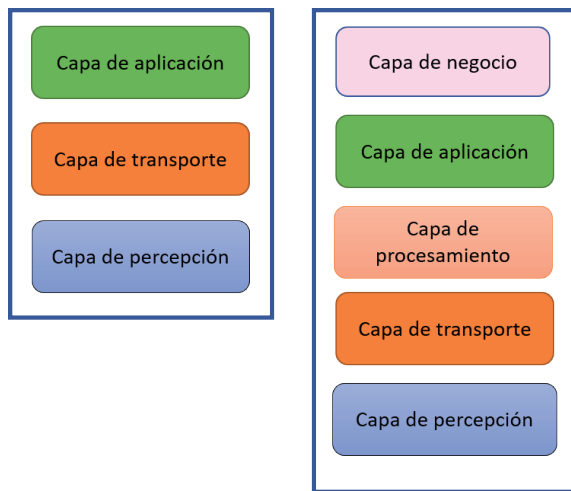 Capa de aplicación
Capa de transporte
Capa de percepción
Capa de negocio
Capa de aplicación
Capa de
procesamiento
Capa de transporte
Capa de percepción